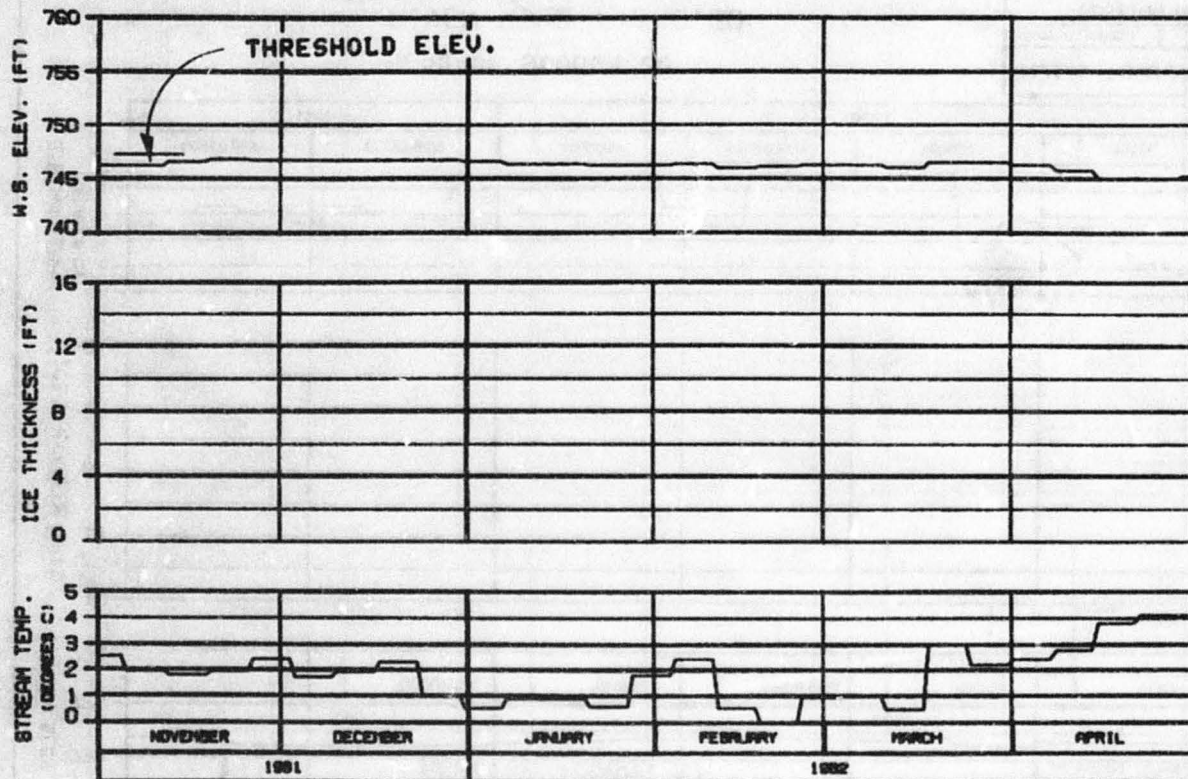 W.S. ELEV. (FT)
760
755
750
745
740
THRESHOLD ELEV.
ICE THICKNESS (FT)
16
12
8
4
0
STREAM TEMP.
(DEGREES C)
5
4
3
2
1
0
NOVEMBER DECEMBER JANUARY FEBRUARY MARCH APRIL
1981 1982